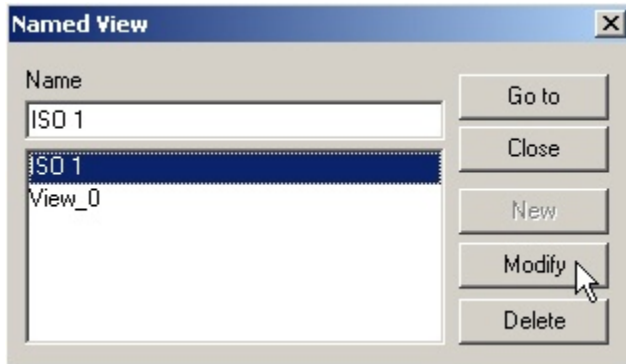 Named View
Name
ISO 1
ISO 1
View_0
Go to
Close
New
Modify
Delete